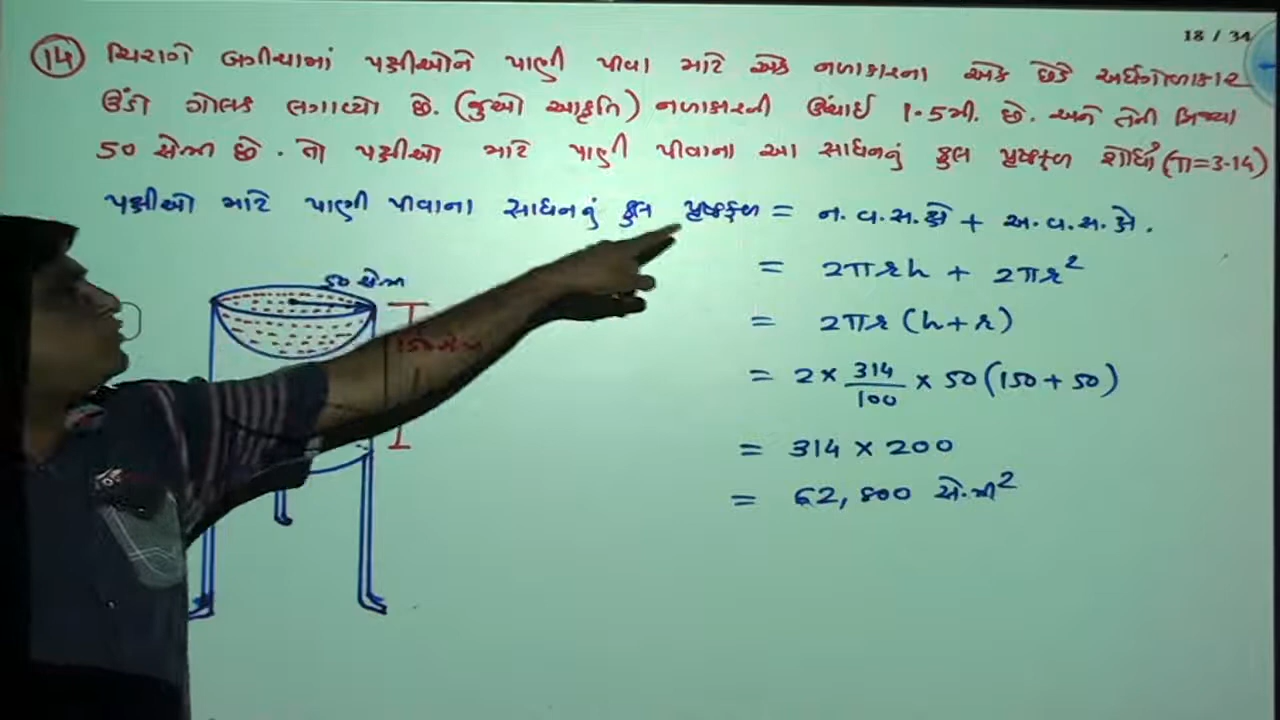 18 / 34
(14) ચિરાગે બગીચામાં પક્ષીઓને પાણી પીવા માટે એક નળાકારના એક છેડે અર્ધગોળાકાર
ઊંડો ગોલક લગાવ્યો છે. (જુઓ આકૃતિ) નળાકારની ઊંચાઈ 1.5મી. છે. અને તેની ત્રિજ્યા
50 સેમી છે. તો પક્ષીઓ માટે પાણી પીવાના આ સાધનનું કુલ પૃષ્ઠફળ શોધો (π=3.14)
પક્ષીઓ માટે પાણી પીવાના સાધનનું કુલ પૃષ્ઠફળ = ન.વ.સ.ક્ષે + અ.વ.સ.ક્ષે.
= 2πrh + 2πr²
= 2πr (h+r)
= 2 × 314/100 × 50 (150 + 50)
= 314 × 200
= 62,800 સે.મી²
50 સેમી
150 સેમી